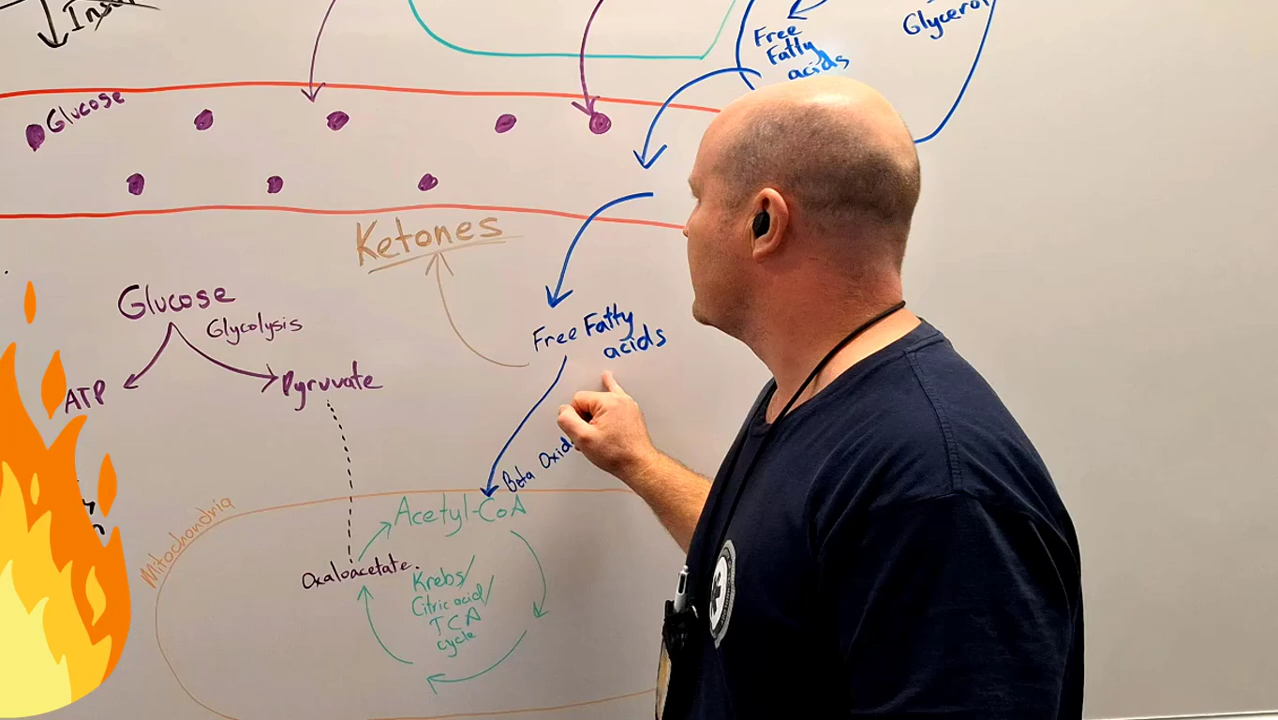 Glycerol
Free
Fatty
acids
Glucose
Ketones
Glucose
Glycolysis
Free Fatty
acids
ATP
Pyruvate
Beta
Mitochondria
Acetyl-CoA
Oxaloacetate
Krebs/
Citric acid/
TCA
cycle